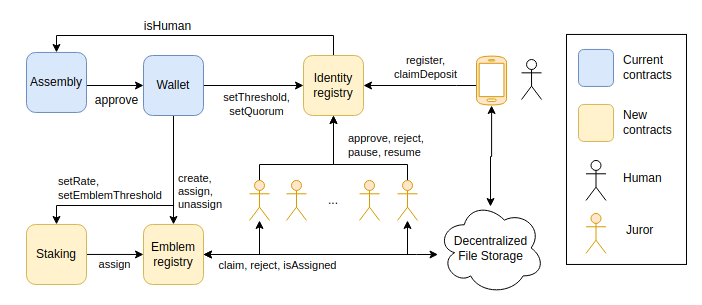 isHuman
Assembly
approve
Wallet
setThreshold,
setQuorum
Identity
registry
register,
claimDeposit
approve, reject,
pause, resume
setRate,
setEmblemThreshold
create,
assign,
unassign
...
Staking
assign
Emblem
registry
claim, reject, isAssigned
Decentralized
File Storage
Current
contracts
New
contracts
Human
Juror